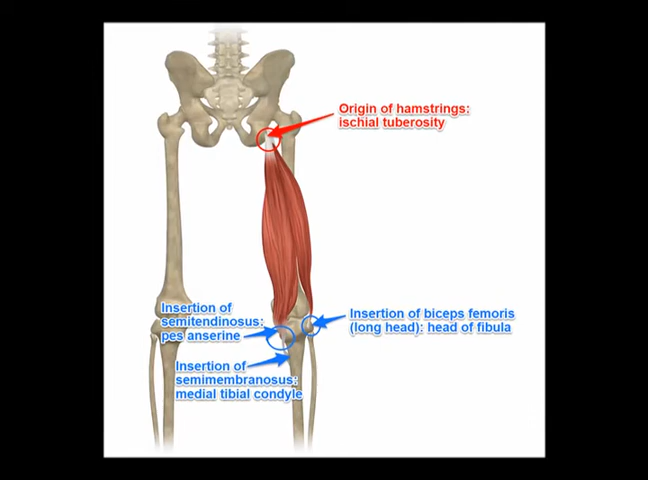 Origin of hamstrings:
ischial tuberosity
Insertion of
semitendinosus:
pes anserine
Insertion of biceps femoris
(long head): head of fibula
Insertion of
semimembranosus:
medial tibial condyle